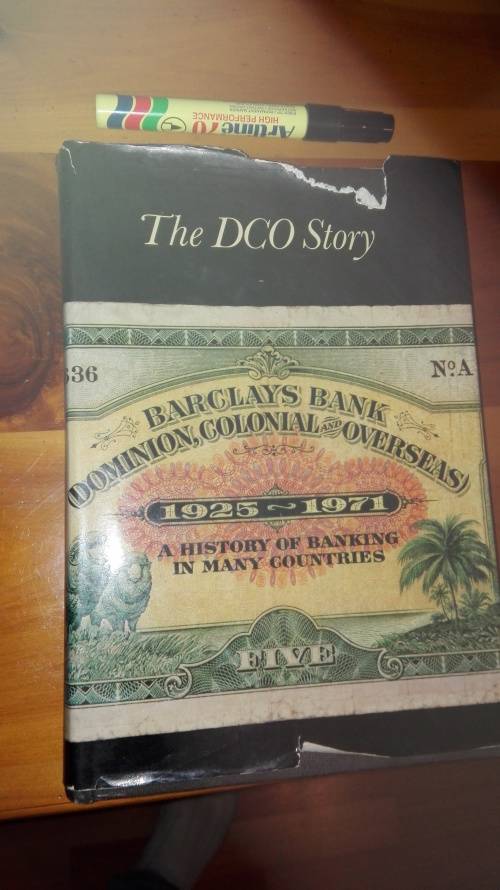 Artline 70
HIGH PERFORMANCE
The DCO Story
336
Nº.A
BARCLAYS BANK
(DOMINION, COLONIAL AND OVERSEAS)
1925~1971
A HISTORY OF BANKING
IN MANY COUNTRIES
FIVE